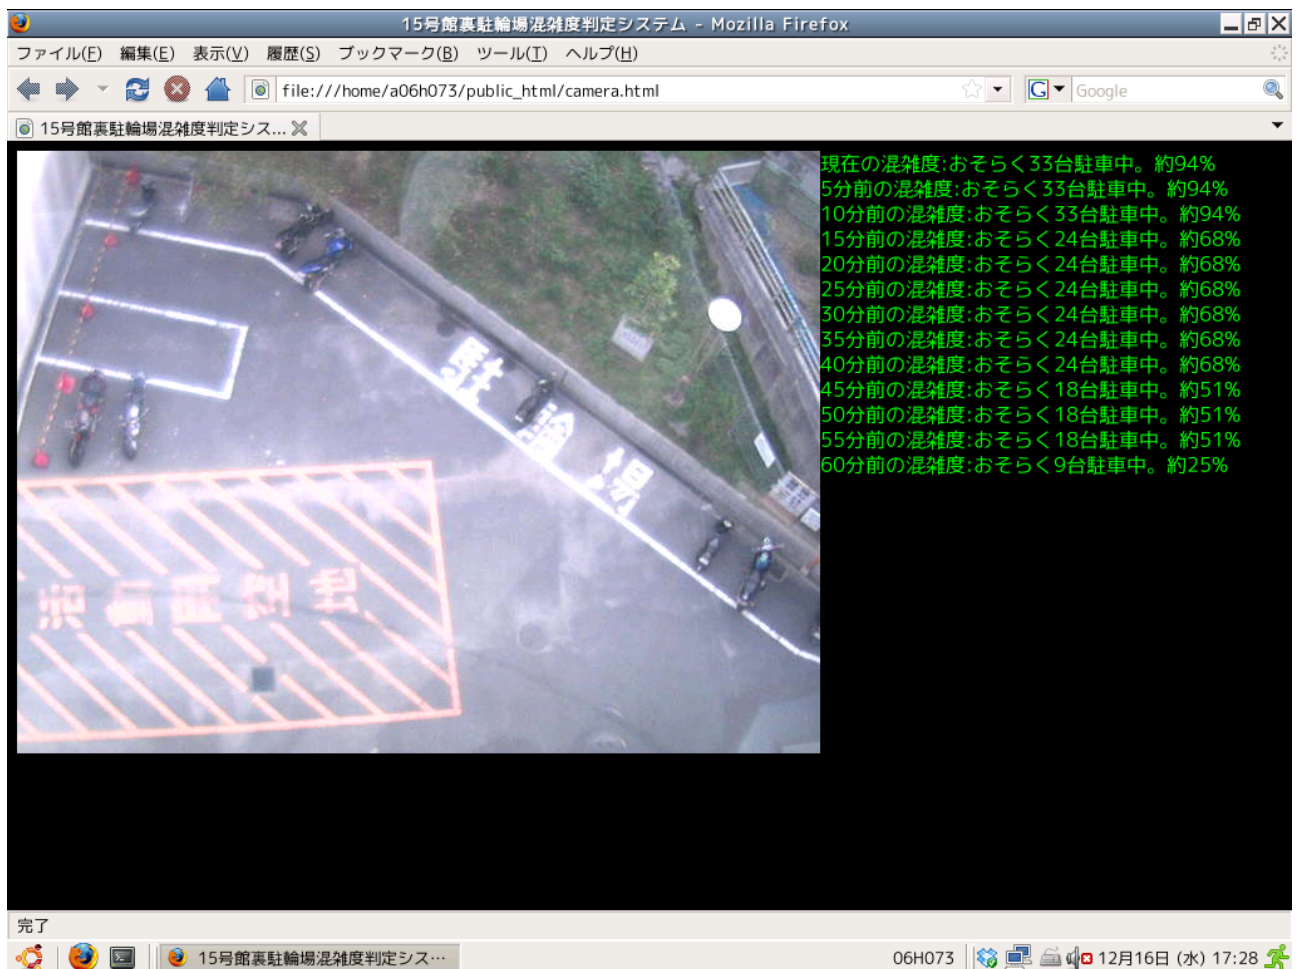 15号館裏駐輪場混雑度判定システム - Mozilla Firefox
ファイル(F) 編集(E) 表示(V) 履歴(S) ブックマーク(B) ツール(T) ヘルプ(H)
file:///home/a06h073/public_html/camera.html
G Google
15号館裏駐輪場混雑度判定シス...
現在の混雑度:おそらく33台駐車中。約94%
5分前の混雑度:おそらく33台駐車中。約94%
10分前の混雑度:おそらく33台駐車中。約94%
15分前の混雑度:おそらく24台駐車中。約68%
20分前の混雑度:おそらく24台駐車中。約68%
25分前の混雑度:おそらく24台駐車中。約68%
30分前の混雑度:おそらく24台駐車中。約68%
35分前の混雑度:おそらく24台駐車中。約68%
40分前の混雑度:おそらく24台駐車中。約68%
45分前の混雑度:おそらく18台駐車中。約51%
50分前の混雑度:おそらく18台駐車中。約51%
55分前の混雑度:おそらく18台駐車中。約51%
60分前の混雑度:おそらく9台駐車中。約25%
駐輪場
活動用空地
完了
15号館裏駐輪場混雑度判定シス…
06H073 12月16日 (水) 17:28